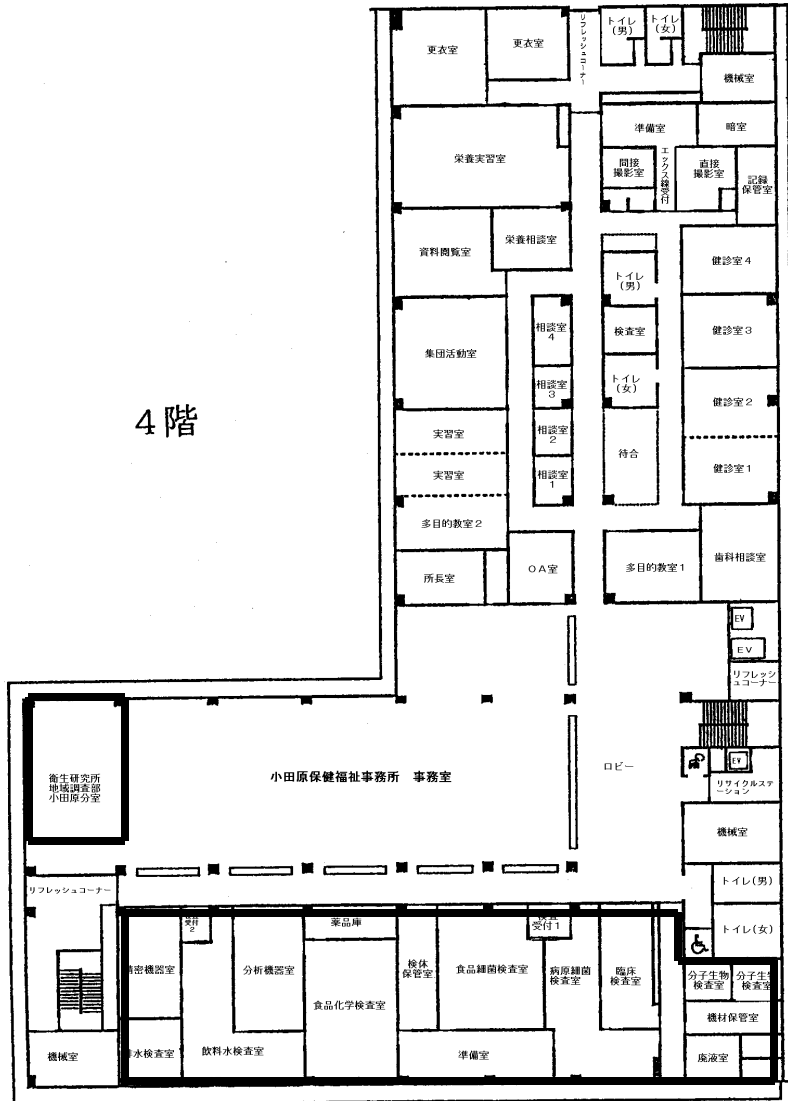 更衣室
更衣室
リフレッシュコーナー
トイレ
(男)
トイレ
(女)
機械室
栄養実習室
準備室
暗室
間接
撮影室
エックス線受付
直接
撮影室
記録
保管室
資料閲覧室
栄養相談室
トイレ
(男)
健診室4
集団活動室
相談室
4
検査室
健診室3
相談室
3
トイレ
(女)
健診室2
4階
実習室
相談室
2
待合
実習室
相談室
1
健診室1
多目的教室2
所長室
OA室
多目的教室1
歯科相談室
EV
EV
リフレッシ
ュコーナー
衛生研究所
地域調査部
小田原分室
小田原保健福祉事務所 事務室
ロビー
EV
リサイクルステ
ーション
機械室
リフレッシュコーナー
トイレ(男)
トイレ(女)
受付
2
薬品庫
検査
受付1
精密機器室
分析機器室
食品化学検査室
検体
保管室
食品細菌検査室
病原細菌
検査室
臨床
検査室
分子生物
検査室
分子生物
検査室
機材保管室
機械室
水検査室
飲料水検査室
準備室
廃液室